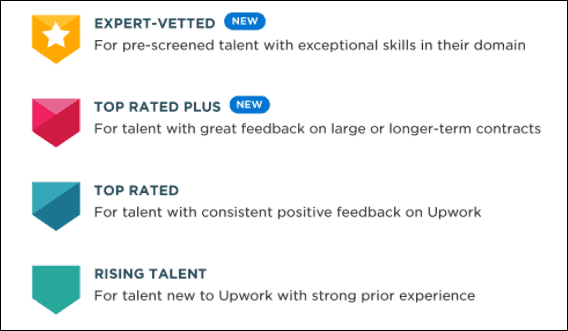 EXPERT-VETTED NEW
For pre-screened talent with exceptional skills in their domain
TOP RATED PLUS NEW
For talent with great feedback on large or longer-term contracts
TOP RATED
For talent with consistent positive feedback on Upwork
RISING TALENT
For talent new to Upwork with strong prior experience